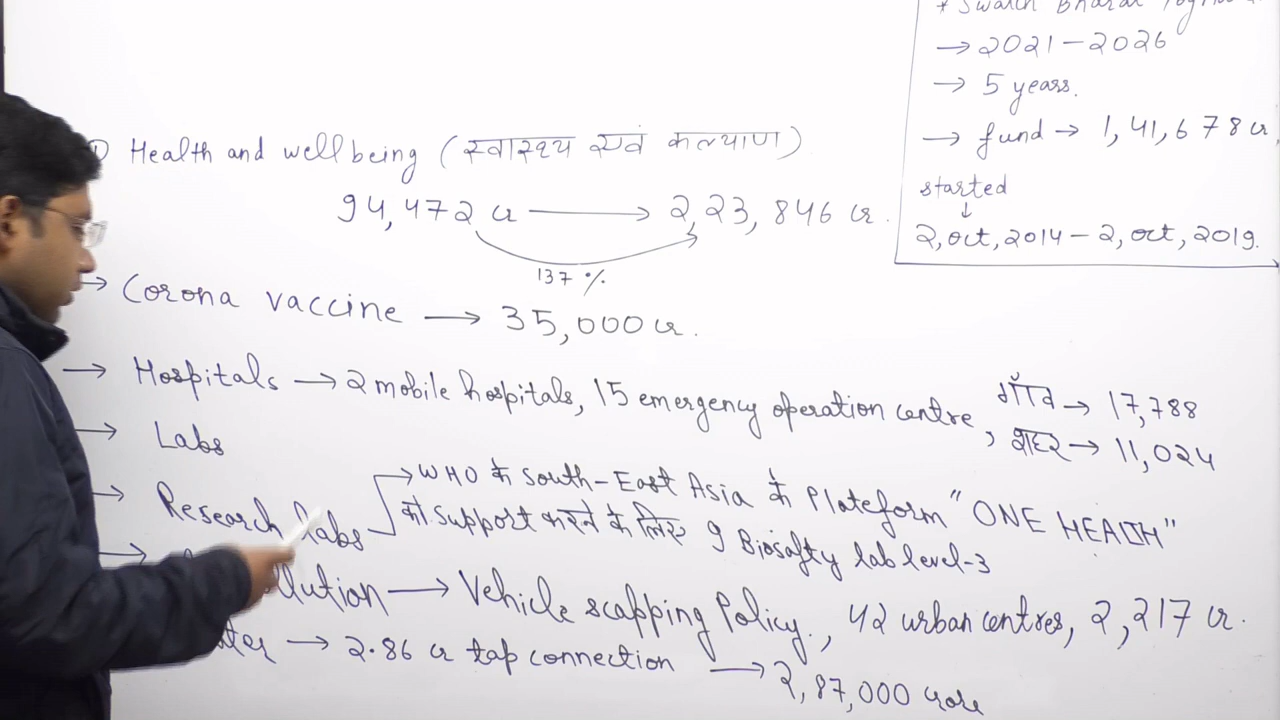 * Swatch Bharat
→ 2021 – 2026
→ 5 years.
→ fund → 1,41,678 cr
started
↓
2, oct, 2014 – 2, oct, 2019.
Health and well being (स्वास्थ्य एवं कल्याण)
94,472 cr → 2,23,846 cr.
137 %
→ Corona vaccine → 35,000 cr.
→ Hospitals → 2 mobile hospitals, 15 emergency operation centre, गाँव → 17,788
शहर → 11,024
→ Labs
→ Research Labs → WHO के South-East Asia के Plateform "ONE HEALTH"
को support करने के लिए 9 Biosafty lab level-3
→ llution → Vehicle scapping Policy., 42 urban centres, 2,217 cr.
ter → 2.86 cr tap connection → 2,87,000 crore